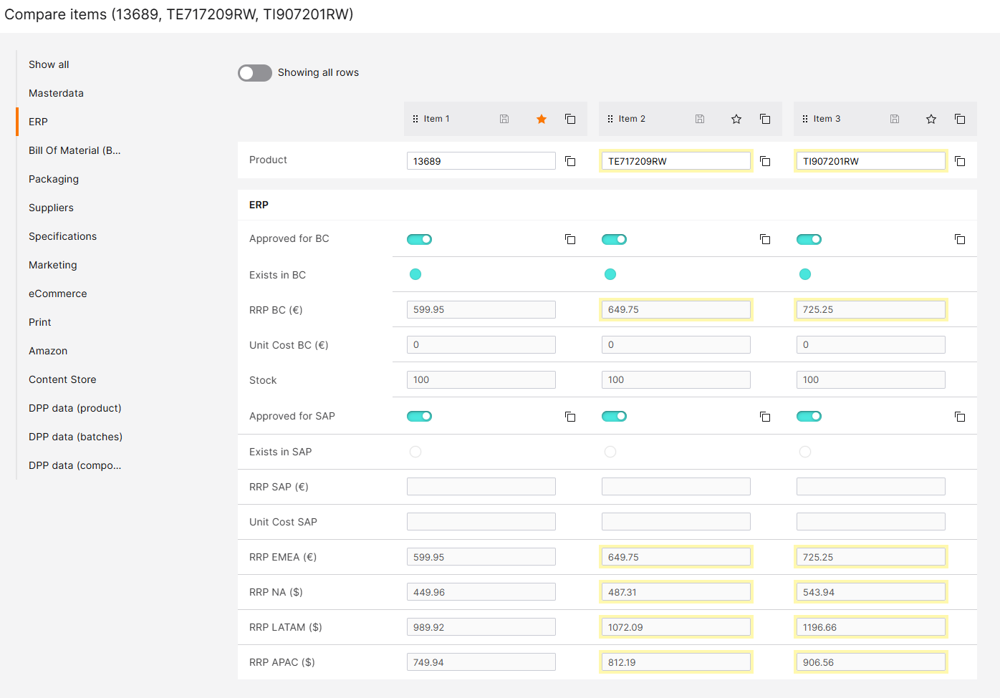 Compare items (13689, TE717209RW, TI907201RW)
Show all
Masterdata
ERP
Bill Of Material (B...
Packaging
Suppliers
Specifications
Marketing
eCommerce
Print
Amazon
Content Store
DPP data (product)
DPP data (batches)
DPP data (compo...
Showing all rows
Item 1 Item 2 Item 3
Product 13689 TE717209RW TI907201RW
ERP
Approved for BC
Exists in BC
RRP BC (€) 599.95 649.75 725.25
Unit Cost BC (€) 0 0 0
Stock 100 100 100
Approved for SAP
Exists in SAP
RRP SAP (€)
Unit Cost SAP
RRP EMEA (€) 599.95 649.75 725.25
RRP NA ($) 449.96 487.31 543.94
RRP LATAM ($) 989.92 1072.09 1196.66
RRP APAC ($) 749.94 812.19 906.56